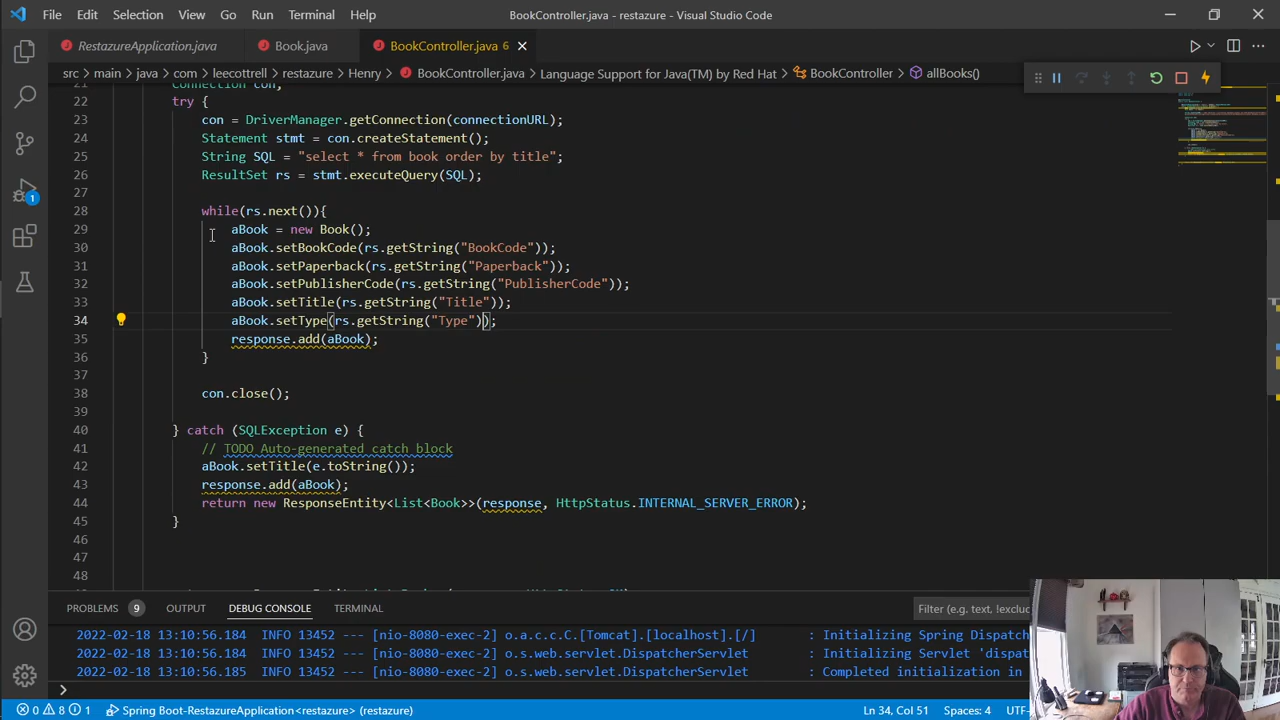 File Edit Selection View Go Run Terminal Help BookController.java - restazure - Visual Studio Code
RestazureApplication.java Book.java BookController.java 6
src > main > java > com > leecottrell > restazure > Henry > BookController.java > Language Support for Java(TM) by Red Hat > BookController > allBooks()
21 Connection con;
22 try {
23 con = DriverManager.getConnection(connectionURL);
24 Statement stmt = con.createStatement();
25 String SQL = "select * from book order by title";
26 ResultSet rs = stmt.executeQuery(SQL);
27
28 while(rs.next()){
29 aBook = new Book();
30 aBook.setBookCode(rs.getString("BookCode"));
31 aBook.setPaperback(rs.getString("Paperback"));
32 aBook.setPublisherCode(rs.getString("PublisherCode"));
33 aBook.setTitle(rs.getString("Title"));
34 aBook.setType(rs.getString("Type"));
35 response.add(aBook);
36 }
37
38 con.close();
39
40 } catch (SQLException e) {
41 // TODO Auto-generated catch block
42 aBook.setTitle(e.toString());
43 response.add(aBook);
44 return new ResponseEntity<List<Book>>(response, HttpStatus.INTERNAL_SERVER_ERROR);
45 }
46
47
48
PROBLEMS 9 OUTPUT DEBUG CONSOLE TERMINAL Filter (e.g. text, !exclu
2022-02-18 13:10:56.184 INFO 13452 --- [nio-8080-exec-2] o.a.c.c.C.[Tomcat].[localhost].[/] : Initializing Spring Dispatch
2022-02-18 13:10:56.184 INFO 13452 --- [nio-8080-exec-2] o.s.web.servlet.DispatcherServlet : Initializing Servlet 'dispat
2022-02-18 13:10:56.185 INFO 13452 --- [nio-8080-exec-2] o.s.web.servlet.DispatcherServlet : Completed initialization in
>
1
0 8 1 Spring Boot-RestazureApplication<restazure> (restazure) Ln 34, Col 51 Spaces: 4 UTF-